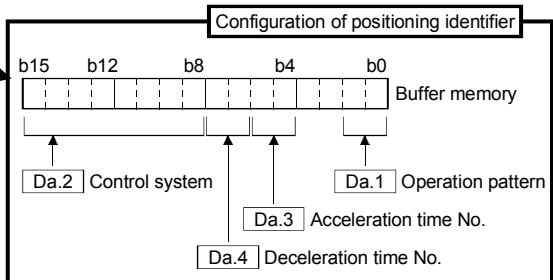 Configuration of positioning identifier
b15 b12 b8 b4 b0
Buffer memory
Da.2 Control system
Da.1 Operation pattern
Da.3 Acceleration time No.
Da.4 Deceleration time No.